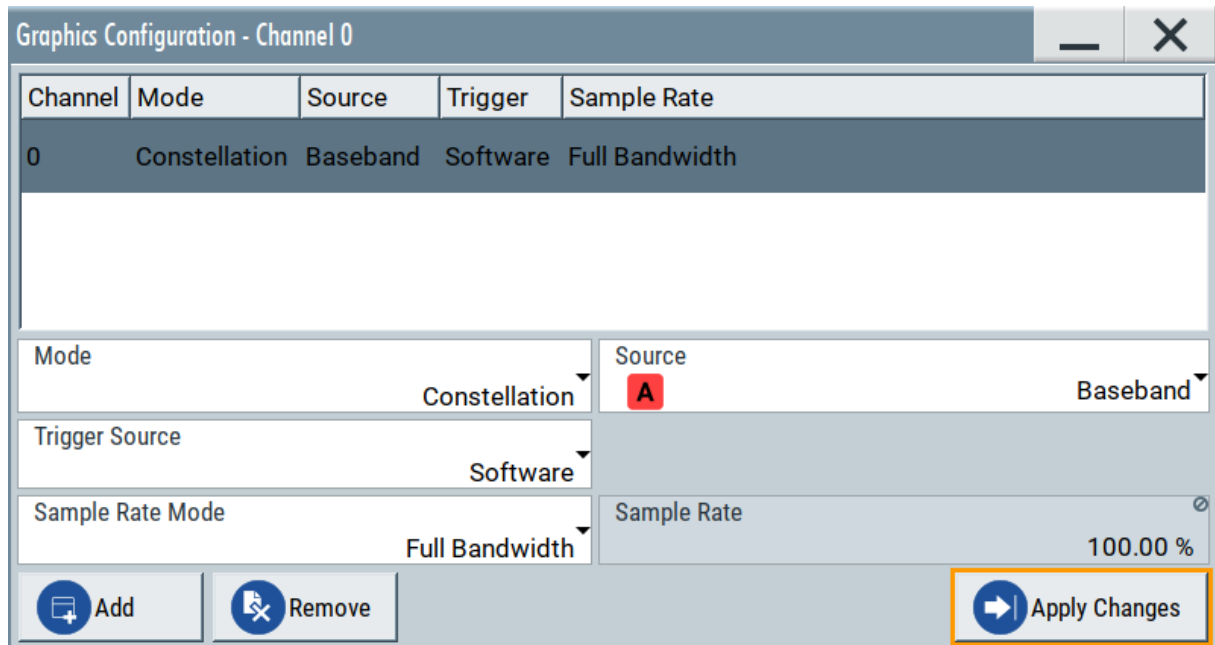 Graphics Configuration - Channel 0
Channel Mode Source Trigger Sample Rate
0 Constellation Baseband Software Full Bandwidth
Mode
Constellation
Source
A Baseband
Trigger Source
Software
Sample Rate Mode
Full Bandwidth
Sample Rate
100.00 %
Add Remove Apply Changes